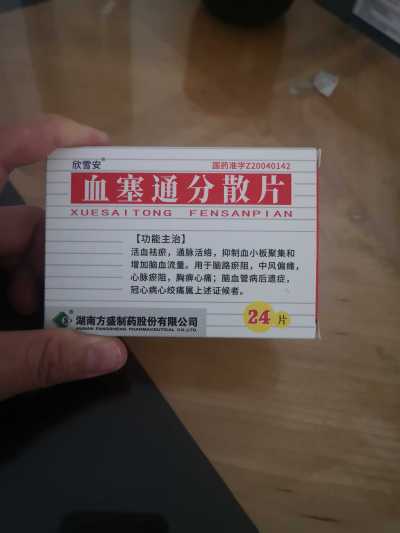 欣雪安®
国药准字Z20040142
血塞通分散片
XUESAITONG FENSANPIAN
【功能主治】
活血祛瘀，通脉活络，抑制血小板聚集和
增加脑血流量。用于脑路瘀阻，中风偏瘫，
心脉瘀阻，胸痹心痛；脑血管病后遗症，
冠心病心绞痛属上述证候者。
湖南方盛制药股份有限公司
HUNAN FANGSHENG PHARMACEUTICAL CO.,LTD.
24片